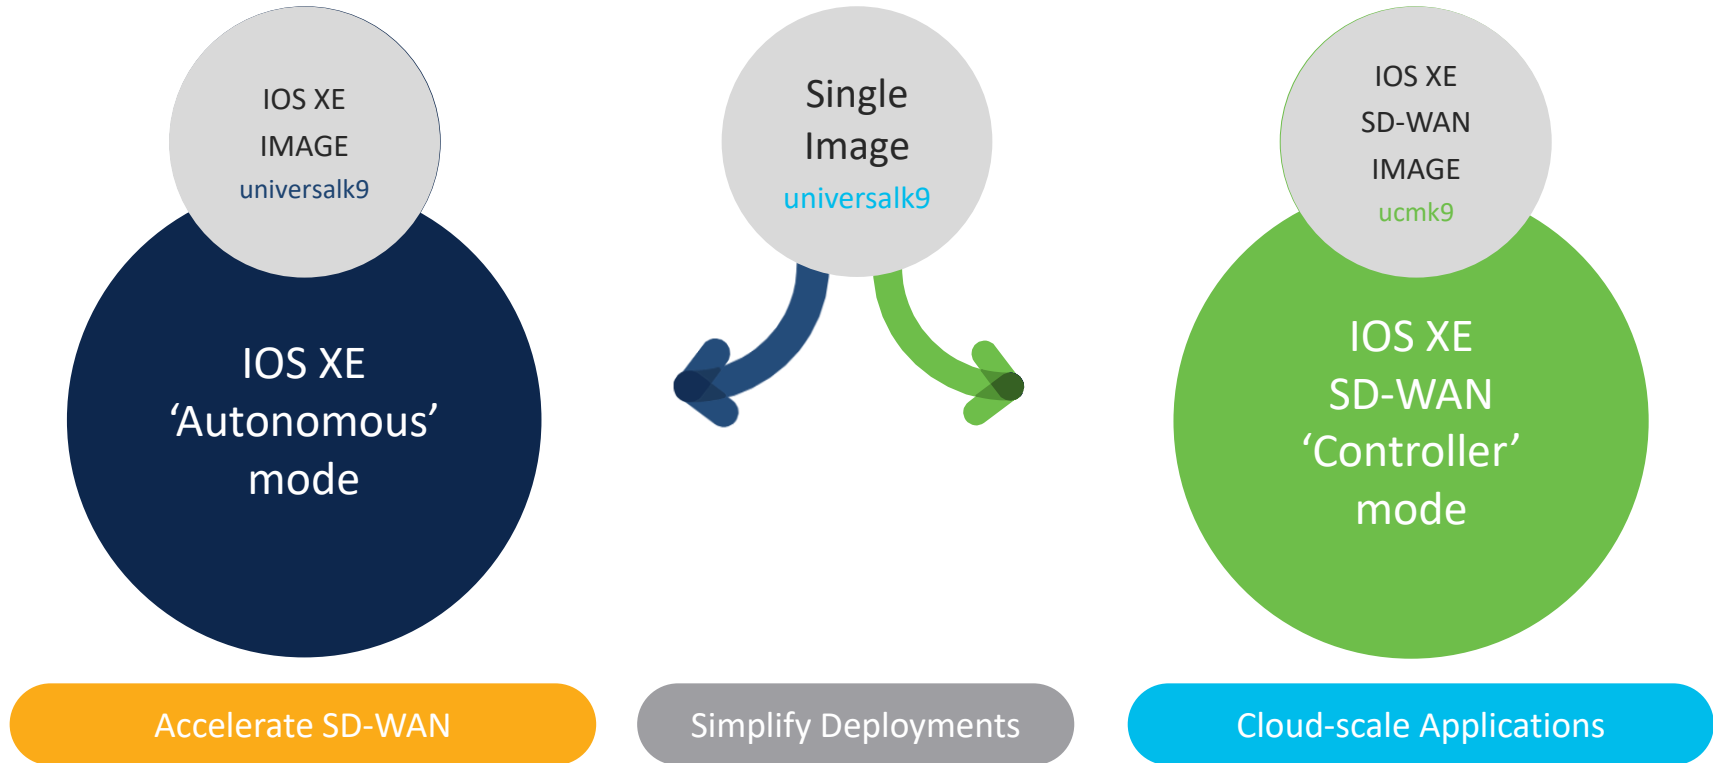 IOS XE
IMAGE
universalk9
Single
Image
universalk9
IOS XE
SD-WAN
IMAGE
ucmk9
IOS XE
‘Autonomous’
mode
IOS XE
SD-WAN
‘Controller’
mode
Accelerate SD-WAN
Simplify Deployments
Cloud-scale Applications